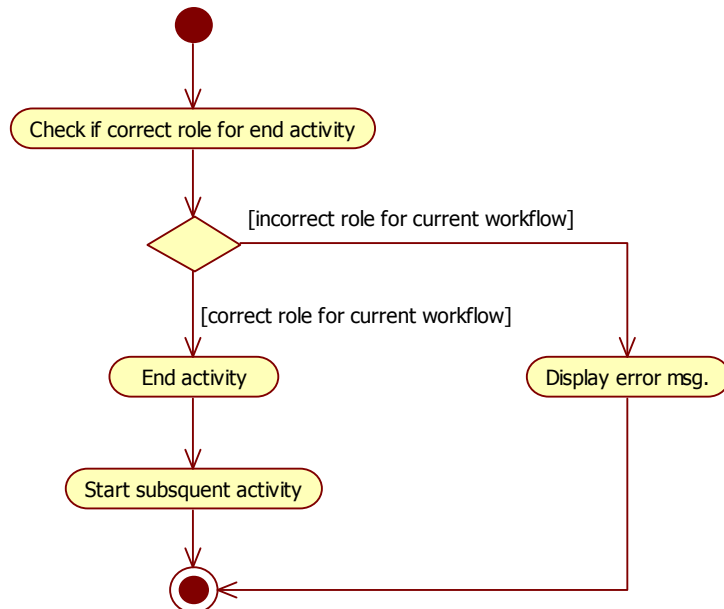 Check if correct role for end activity
[incorrect role for current workflow]
[correct role for current workflow]
End activity
Display error msg.
Start subsquent activity